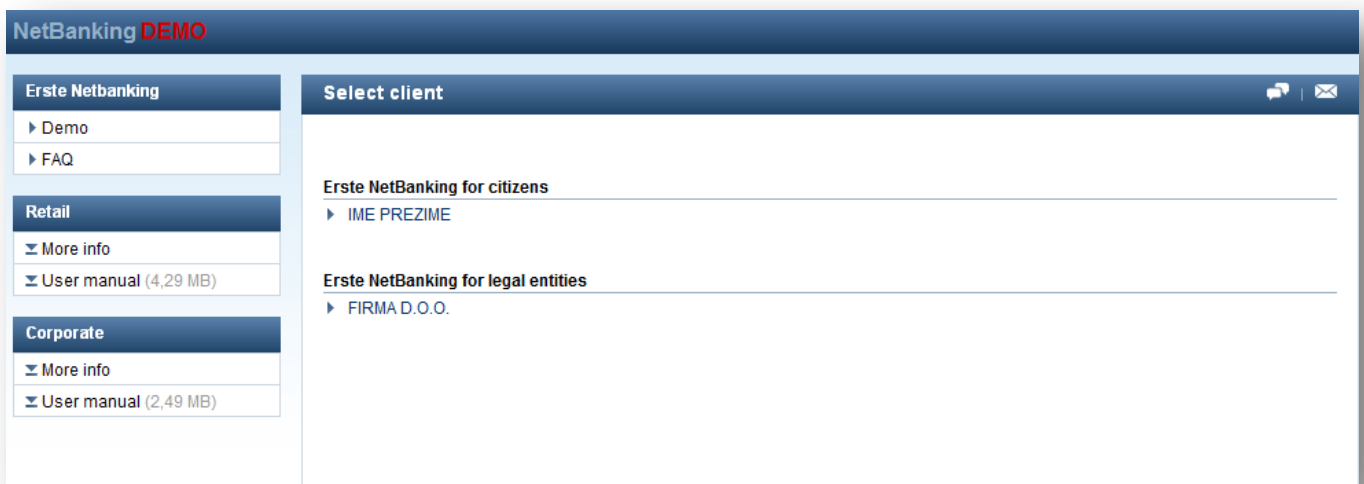 NetBanking DEMO
Erste Netbanking
Demo
FAQ
Retail
More info
User manual (4,29 MB)
Corporate
More info
User manual (2,49 MB)
Select client
Erste NetBanking for citizens
IME PREZIME
Erste NetBanking for legal entities
FIRMA D.O.O.